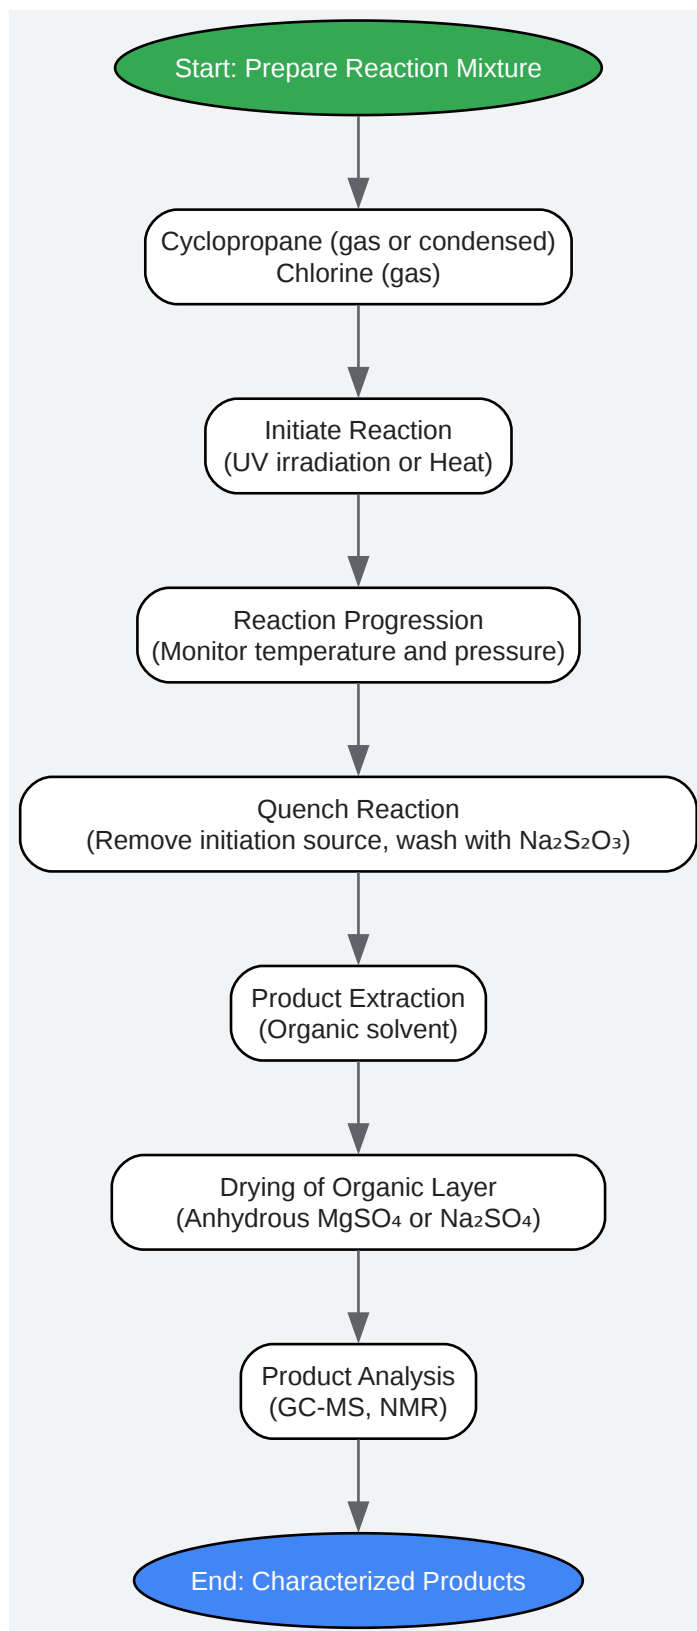 Start: Prepare Reaction Mixture
Cyclopropane (gas or condensed)
Chlorine (gas)
Initiate Reaction
(UV irradiation or Heat)
Reaction Progression
(Monitor temperature and pressure)
Quench Reaction
(Remove initiation source, wash with Na₂S₂O₃)
Product Extraction
(Organic solvent)
Drying of Organic Layer
(Anhydrous MgSO₄ or Na₂SO₄)
Product Analysis
(GC-MS, NMR)
End: Characterized Products